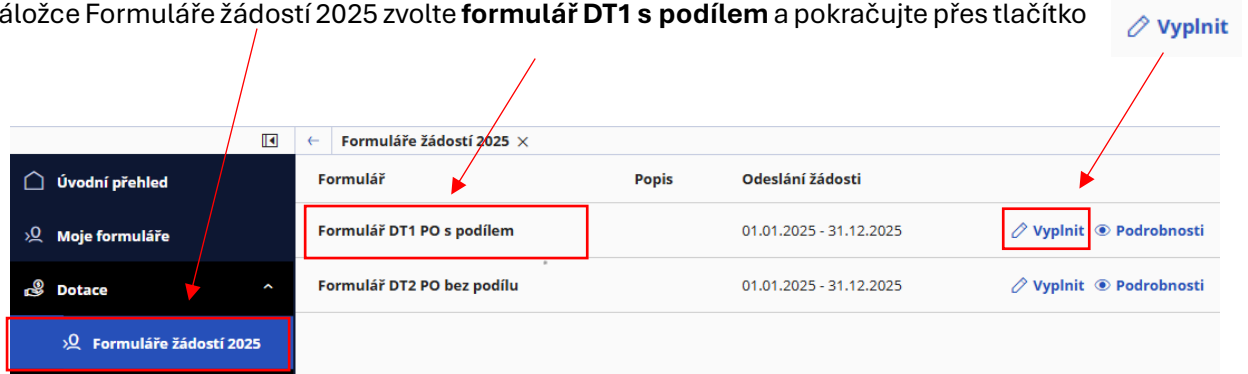 áložce Formuláře žádostí 2025 zvolte formulář DT1 s podílem a pokračujte přes tlačítko Vyplnit
Formuláře žádostí 2025
Úvodní přehled
Formulář Popis Odeslání žádosti
Moje formuláře
Formulář DT1 PO s podílem 01.01.2025 - 31.12.2025 Vyplnit Podrobnosti
Dotace
Formulář DT2 PO bez podílu 01.01.2025 - 31.12.2025 Vyplnit Podrobnosti
Formuláře žádostí 2025